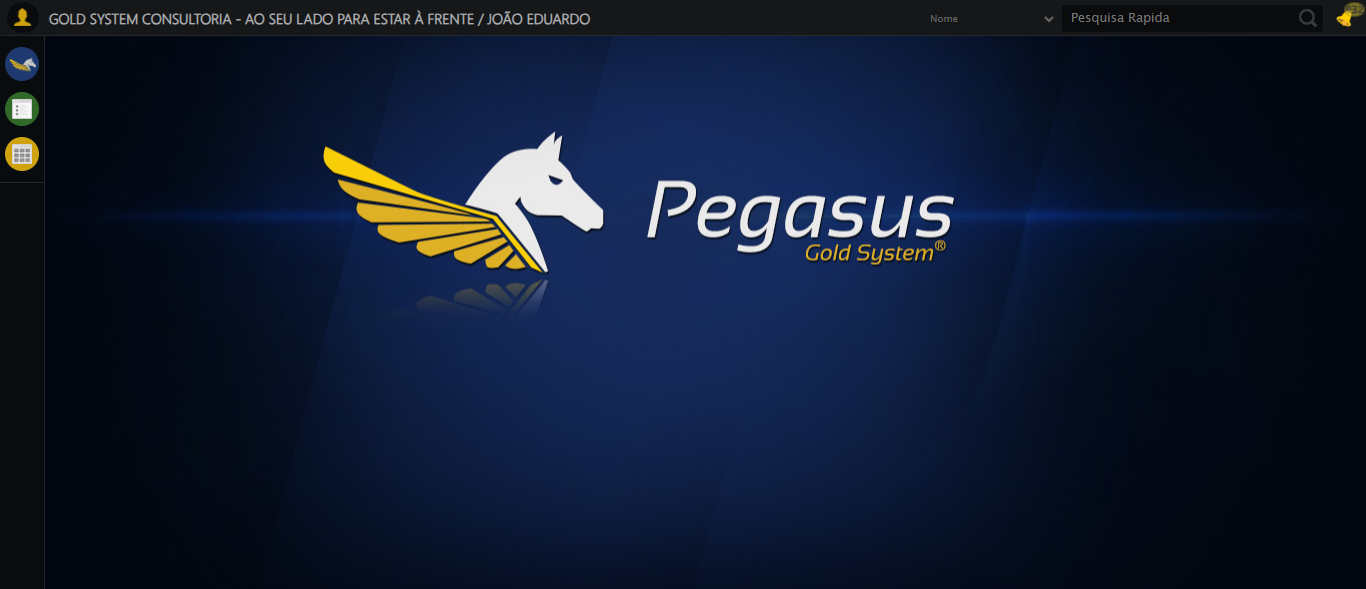 GOLD SYSTEM CONSULTORIA - AO SEU LADO PARA ESTAR À FRENTE / JOÃO EDUARDO
Nome
Pesquisa Rapida
Pegasus
Gold System®